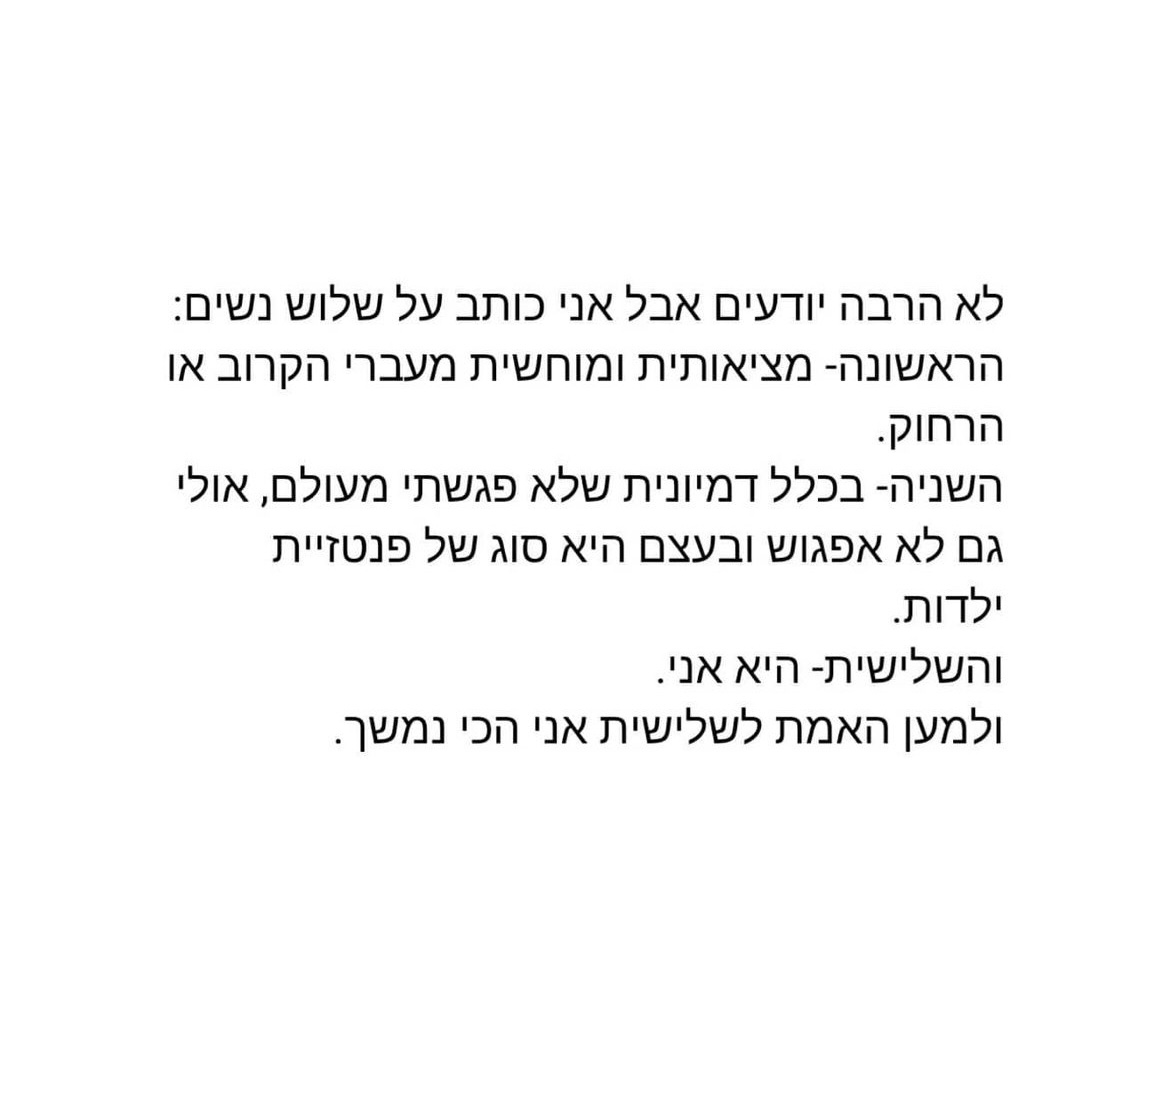 לא הרבה יודעים אבל אני כותב על שלוש נשים:
הראשונה- מציאותית ומוחשית מעברי הקרוב או
הרחוק.
השניה- בכלל דמיונית שלא פגשתי מעולם, אולי
גם לא אפגוש ובעצם היא סוג של פנטזיית
ילדות.
והשלישית- היא אני.
ולמען האמת לשלישית אני הכי נמשך.